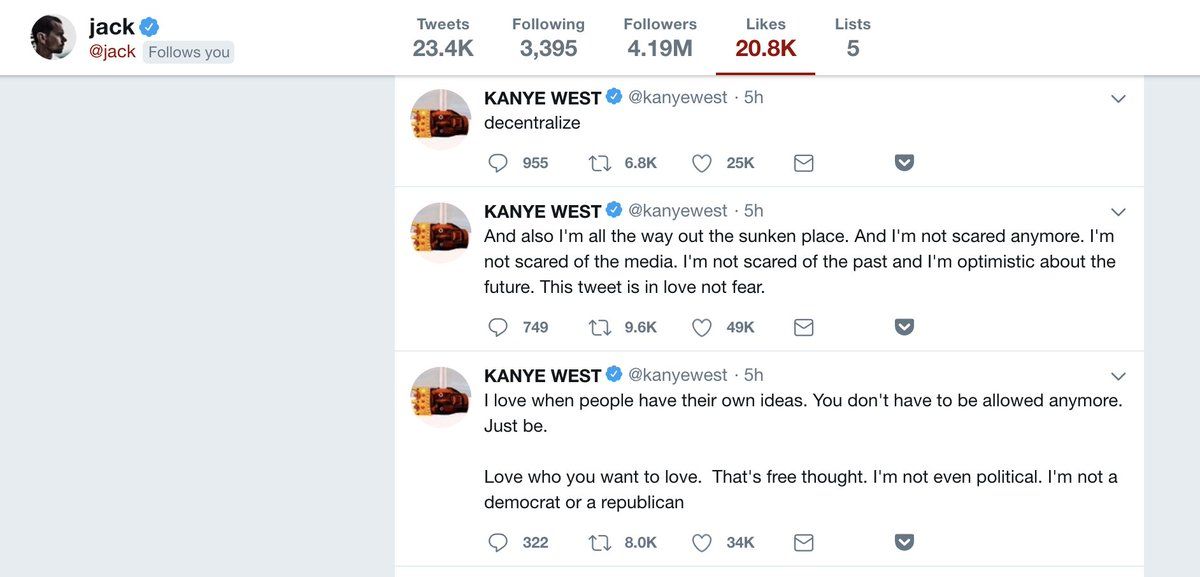 jack
@jack Follows you
Tweets Following Followers Likes Lists
23.4K 3,395 4.19M 20.8K 5
KANYE WEST @kanyewest · 5h
decentralize
955 6.8K 25K
KANYE WEST @kanyewest · 5h
And also I'm all the way out the sunken place. And I'm not scared anymore. I'm
not scared of the media. I'm not scared of the past and I'm optimistic about the
future. This tweet is in love not fear.
749 9.6K 49K
KANYE WEST @kanyewest · 5h
I love when people have their own ideas. You don't have to be allowed anymore.
Just be.
Love who you want to love.  That's free thought. I'm not even political. I'm not a
democrat or a republican
322 8.0K 34K